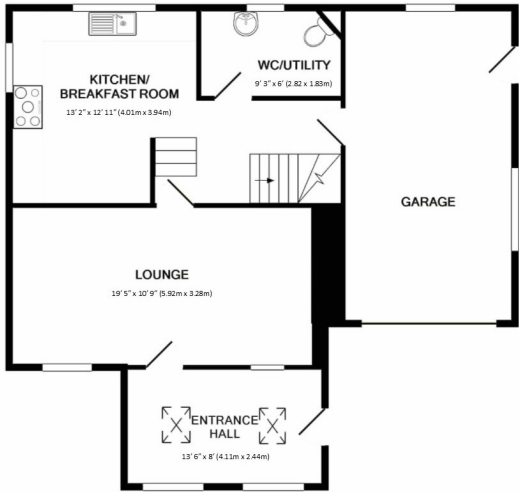 WC/UTILITY
9' 3" x 6' (2.82 x 1.83m)
KITCHEN/
BREAKFAST ROOM
13' 2" x 12' 11" (4.01m x 3.94m)
GARAGE
LOUNGE
19' 5" x 10' 9" (5.92m x 3.28m)
ENTRANCE
HALL
13' 6" x 8' (4.11m x 2.44m)